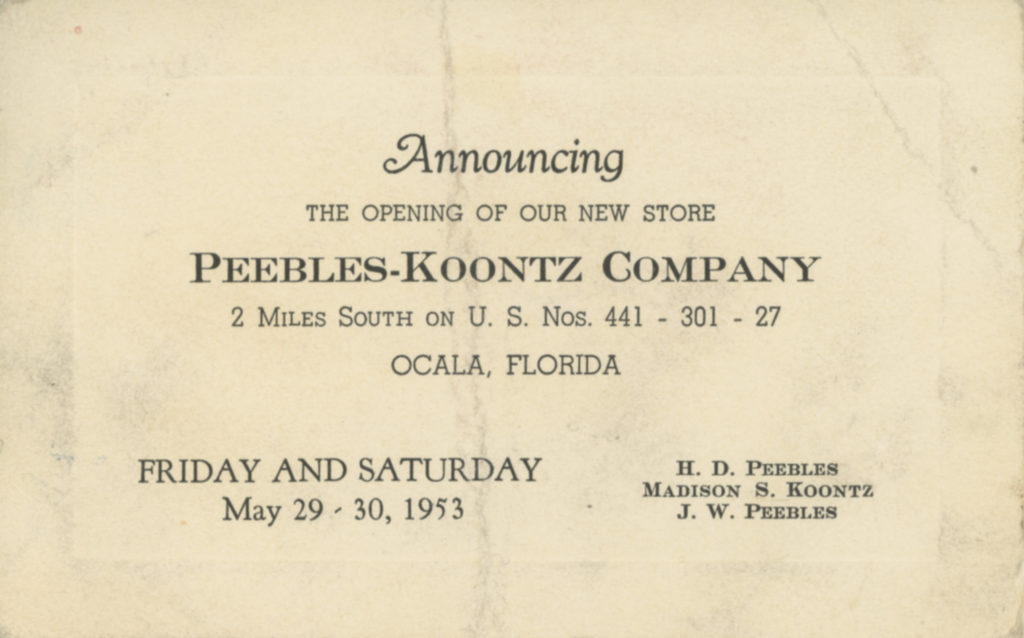 Announcing
THE OPENING OF OUR NEW STORE
PEEBLES-KOONTZ COMPANY
2 MILES SOUTH ON U. S. NOS. 441 - 301 - 27
OCALA, FLORIDA
FRIDAY AND SATURDAY
May 29 - 30, 1953
H. D. PEEBLES
MADISON S. KOONTZ
J. W. PEEBLES